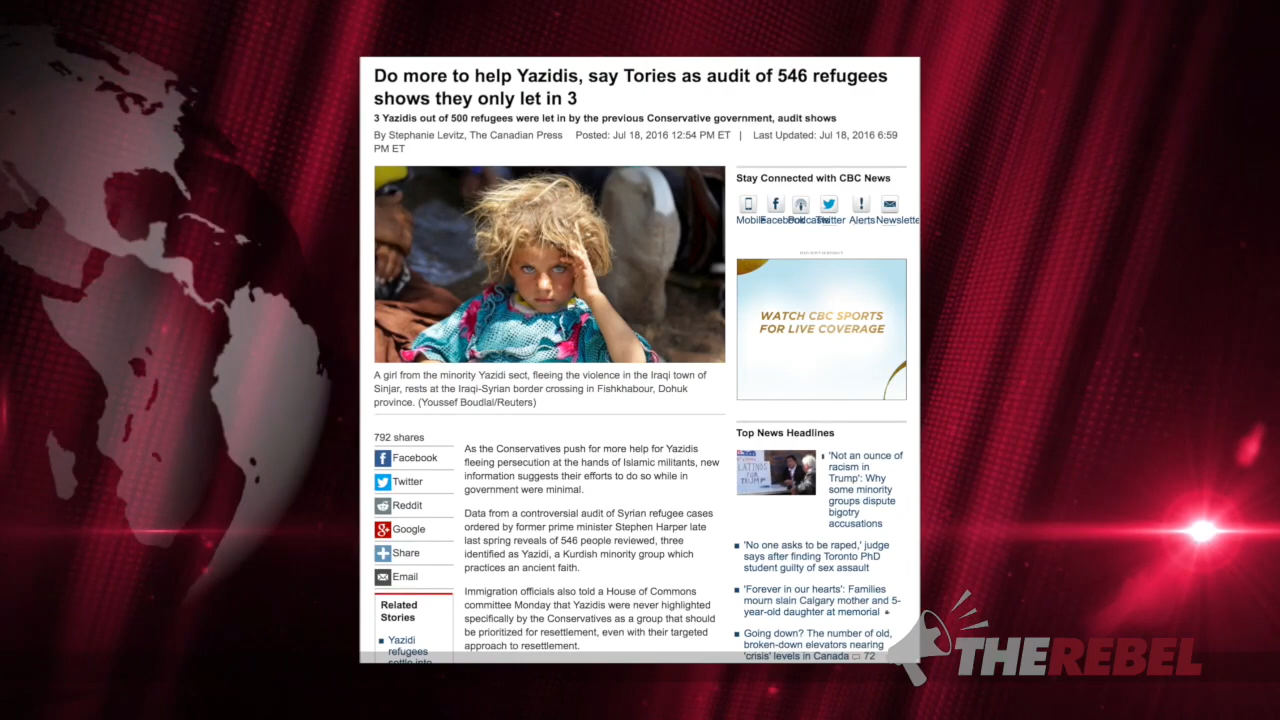 Do more to help Yazidis, say Tories as audit of 546 refugees
shows they only let in 3
3 Yazidis out of 500 refugees were let in by the previous Conservative government, audit shows
By Stephanie Levitz, The Canadian Press Posted: Jul 18, 2016 12:54 PM ET | Last Updated: Jul 18, 2016 6:59
PM ET
A girl from the minority Yazidi sect, fleeing the violence in the Iraqi town of
Sinjar, rests at the Iraqi-Syrian border crossing in Fishkhabour, Dohuk
province. (Youssef Boudlal/Reuters)
792 shares
Facebook
Twitter
Reddit
Google
Share
Email
Related
Stories
Yazidi
refugees
settle into
As the Conservatives push for more help for Yazidis
fleeing persecution at the hands of Islamic militants, new
information suggests their efforts to do so while in
government were minimal.
Data from a controversial audit of Syrian refugee cases
ordered by former prime minister Stephen Harper late
last spring reveals of 546 people reviewed, three
identified as Yazidi, a Kurdish minority group which
practices an ancient faith.
Immigration officials also told a House of Commons
committee Monday that Yazidis were never highlighted
specifically by the Conservatives as a group that should
be prioritized for resettlement, even with their targeted
approach to resettlement.
Stay Connected with CBC News
Mobile Facebook Podcasts Twitter Alerts Newslette
WATCH CBC SPORTS
FOR LIVE COVERAGE
Top News Headlines
LATINOS
FOR
TRUMP
'Not an ounce of
racism in
Trump': Why
some minority
groups dispute
bigotry
accusations
'No one asks to be raped,' judge
says after finding Toronto PhD
student guilty of sex assault
'Forever in our hearts': Families
mourn slain Calgary mother and 5-
year-old daughter at memorial
Going down? The number of old,
broken-down elevators nearing
'crisis' levels in Canada 72
THEREBEL